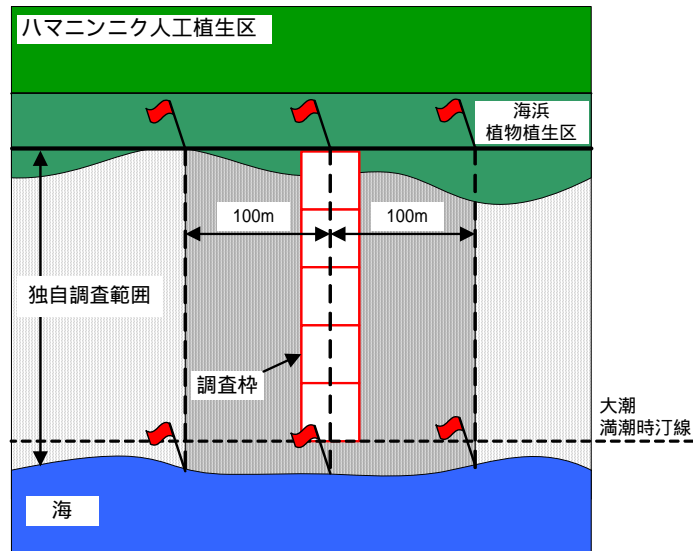 ハマニンニク人工植生区
海浜
植物植生区
100m
100m
独自調査範囲
調査枠
大潮
満潮時汀線
海